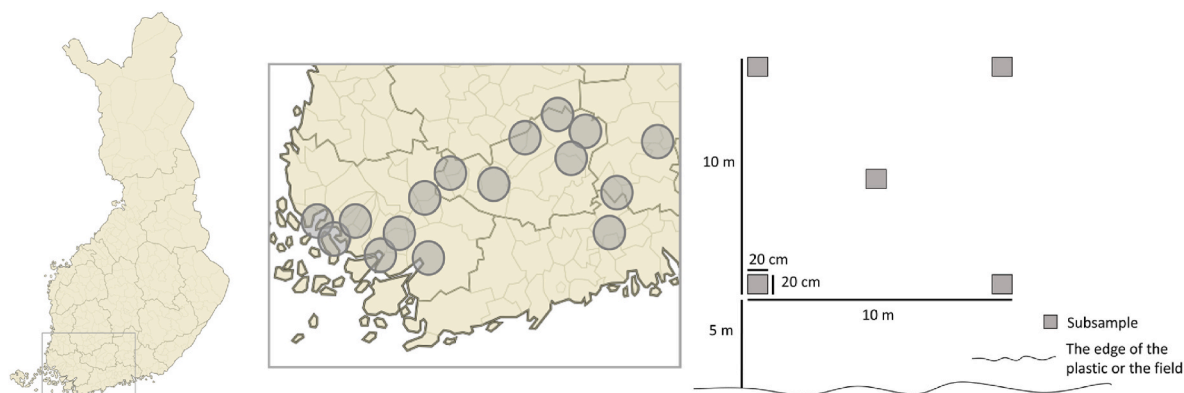 10 m
20 cm
20 cm
10 m
5 m
Subsample
The edge of the
plastic or the field